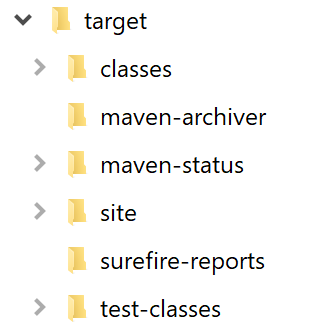 target
classes
maven-archiver
maven-status
site
surefire-reports
test-classes